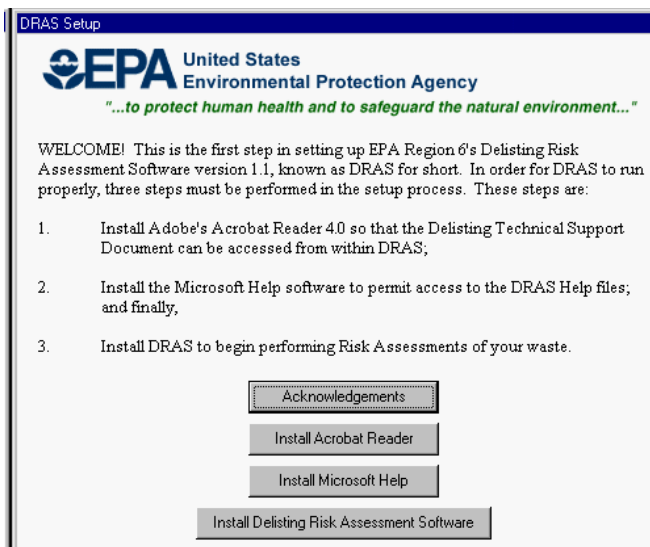 DRAS Setup
EPA United States
Environmental Protection Agency
"...to protect human health and to safeguard the natural environment..."
WELCOME! This is the first step in setting up EPA Region 6's Delisting Risk
Assessment Software version 1.1, known as DRAS for short. In order for DRAS to run
properly, three steps must be performed in the setup process. These steps are:
1. Install Adobe's Acrobat Reader 4.0 so that the Delisting Technical Support
Document can be accessed from within DRAS;
2. Install the Microsoft Help software to permit access to the DRAS Help files;
and finally,
3. Install DRAS to begin performing Risk Assessments of your waste.
Acknowledgements
Install Acrobat Reader
Install Microsoft Help
Install Delisting Risk Assessment Software